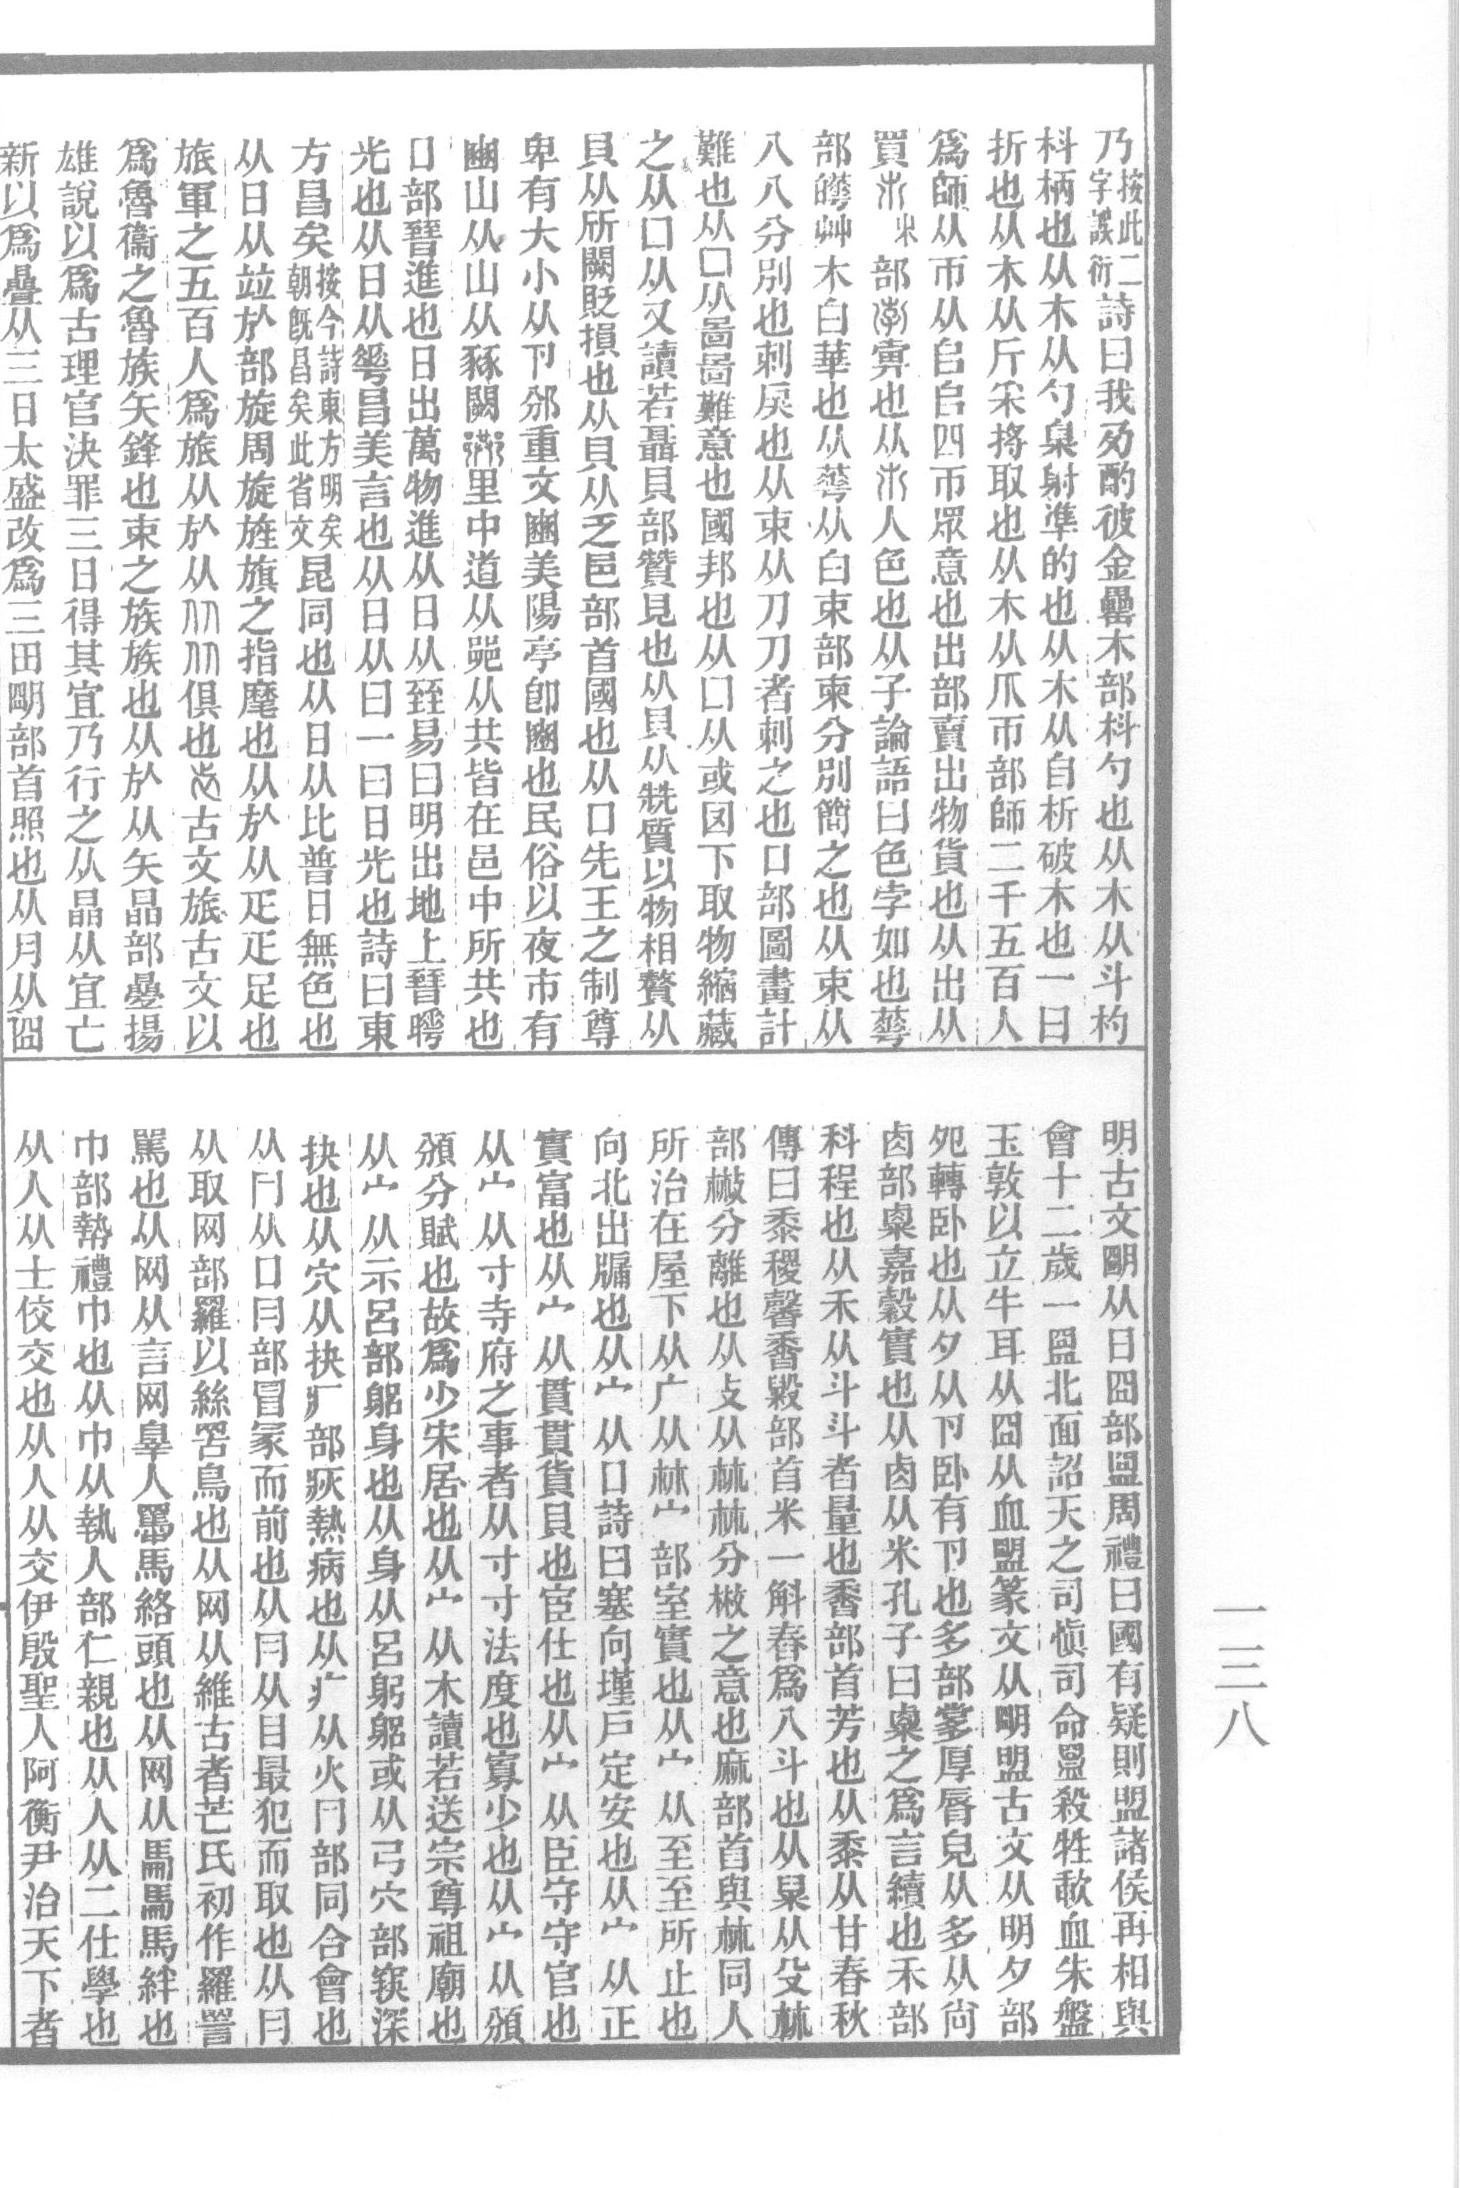 乃按此二字誤衍詩曰我夃酌彼金罍木部枓勺也从木从斗杓
枓柄也从木从勺臬射準的也从木从自析破木也一曰
折也从木从斤采捋取也从木从爪帀部師二千五百人
爲師从帀从𠂤𠂤四帀眾意也出部賣出物貨也从出从
買部孛𡴀也从人色也从子論語曰色孛如也𠌶
部皣艸木白華也从𠌶从白束部柬分別簡之也从束从
八八分別也刺戾也从束从刀刀者刺之也囗部圖畫計
難也从囗从啚啚難意也國邦也从囗从或囡下取物縮藏
之从囗从又讀若聶貝部贊見也从貝从兟質以物相贅从
貝从所闕貶損也从貝从乏邑部首國也从囗先王之制尊
卑有大小从卪邠重文豳美陽亭卽豳也民俗以夜市有
豳山从山从豩闕里中道从𨛜从共皆在邑中所共也
日部晉進也日出萬物進从日从臸易曰明出地上晉㫹
光也从日从𠌶昌美言也从日从曰一曰日光也詩曰東
方昌矣按今詩東方明矣朝旣昌矣此省文昆同也从日从比普日無色也
从日从竝㫃部旋周旋旌旗之指麾也从㫃从疋疋足也
旅軍之五百人爲旅从㫃从从从俱也古文旅古文以
爲魯衞之魯族矢鋒也束之族族也从㫃从矢晶部曡揚
雄說以爲古理官決罪三日得其宜乃行之从晶从宜亡
新以爲疊从三日太盛改爲三田朙部首照也从月从囧
明古文朙从日囧部盟周禮曰國有疑則盟諸侯再相與
會十二歲一盟北面詔天之司愼司命盟殺牲歃血朱盤
玉敦以立牛耳从囧从血盟篆文从朙盟古文从明夕部
夗轉臥也从夕从卪臥有卪也多部㝧厚脣皃从多从尙
卤部㮚嘉穀實也从卤从米孔子曰㮚之爲言續也禾部
科程也从禾从斗斗者量也香部首芳也从黍从甘春秋
傳曰黍稷馨香毇部首米一斛舂爲八斗也从臼从殳𣏟
部㪔分離也从攴从𣏟𣏟分㪔之意也麻部首與𣏟同人
所治在屋下从广从𣏟宀部室實也从宀从至至所止也
向北出牖也从宀从口詩曰塞向墐戶定安也从宀从正
實富也从宀从貫貫貨貝也宦仕也从宀从臣守守官也
从宀从寸寺府之事者从寸寸法度也寡少也从宀从頒
頒分賦也故爲少宋居也从宀从木讀若送宗尊祖廟也
从宀从示呂部躳身也从身从呂躬躳或从弓穴部突深
抉也从穴从抉疒部疢熱病也从疒从火冂部同合會也
从冂从口冃部冒冡而前也从冃从目最犯而取也从冃
从取网部羅以絲罟鳥也从网从維古者芒氏初作羅詈
罵也从网从言网辠人馽馬絡頭也从网从馽馽馬絆也
巾部𢄢禮巾也从巾从執人部仁親也从人从二仕學也
从人从士佼交也从人从交伊殷聖人阿衡尹治天下者
一三八